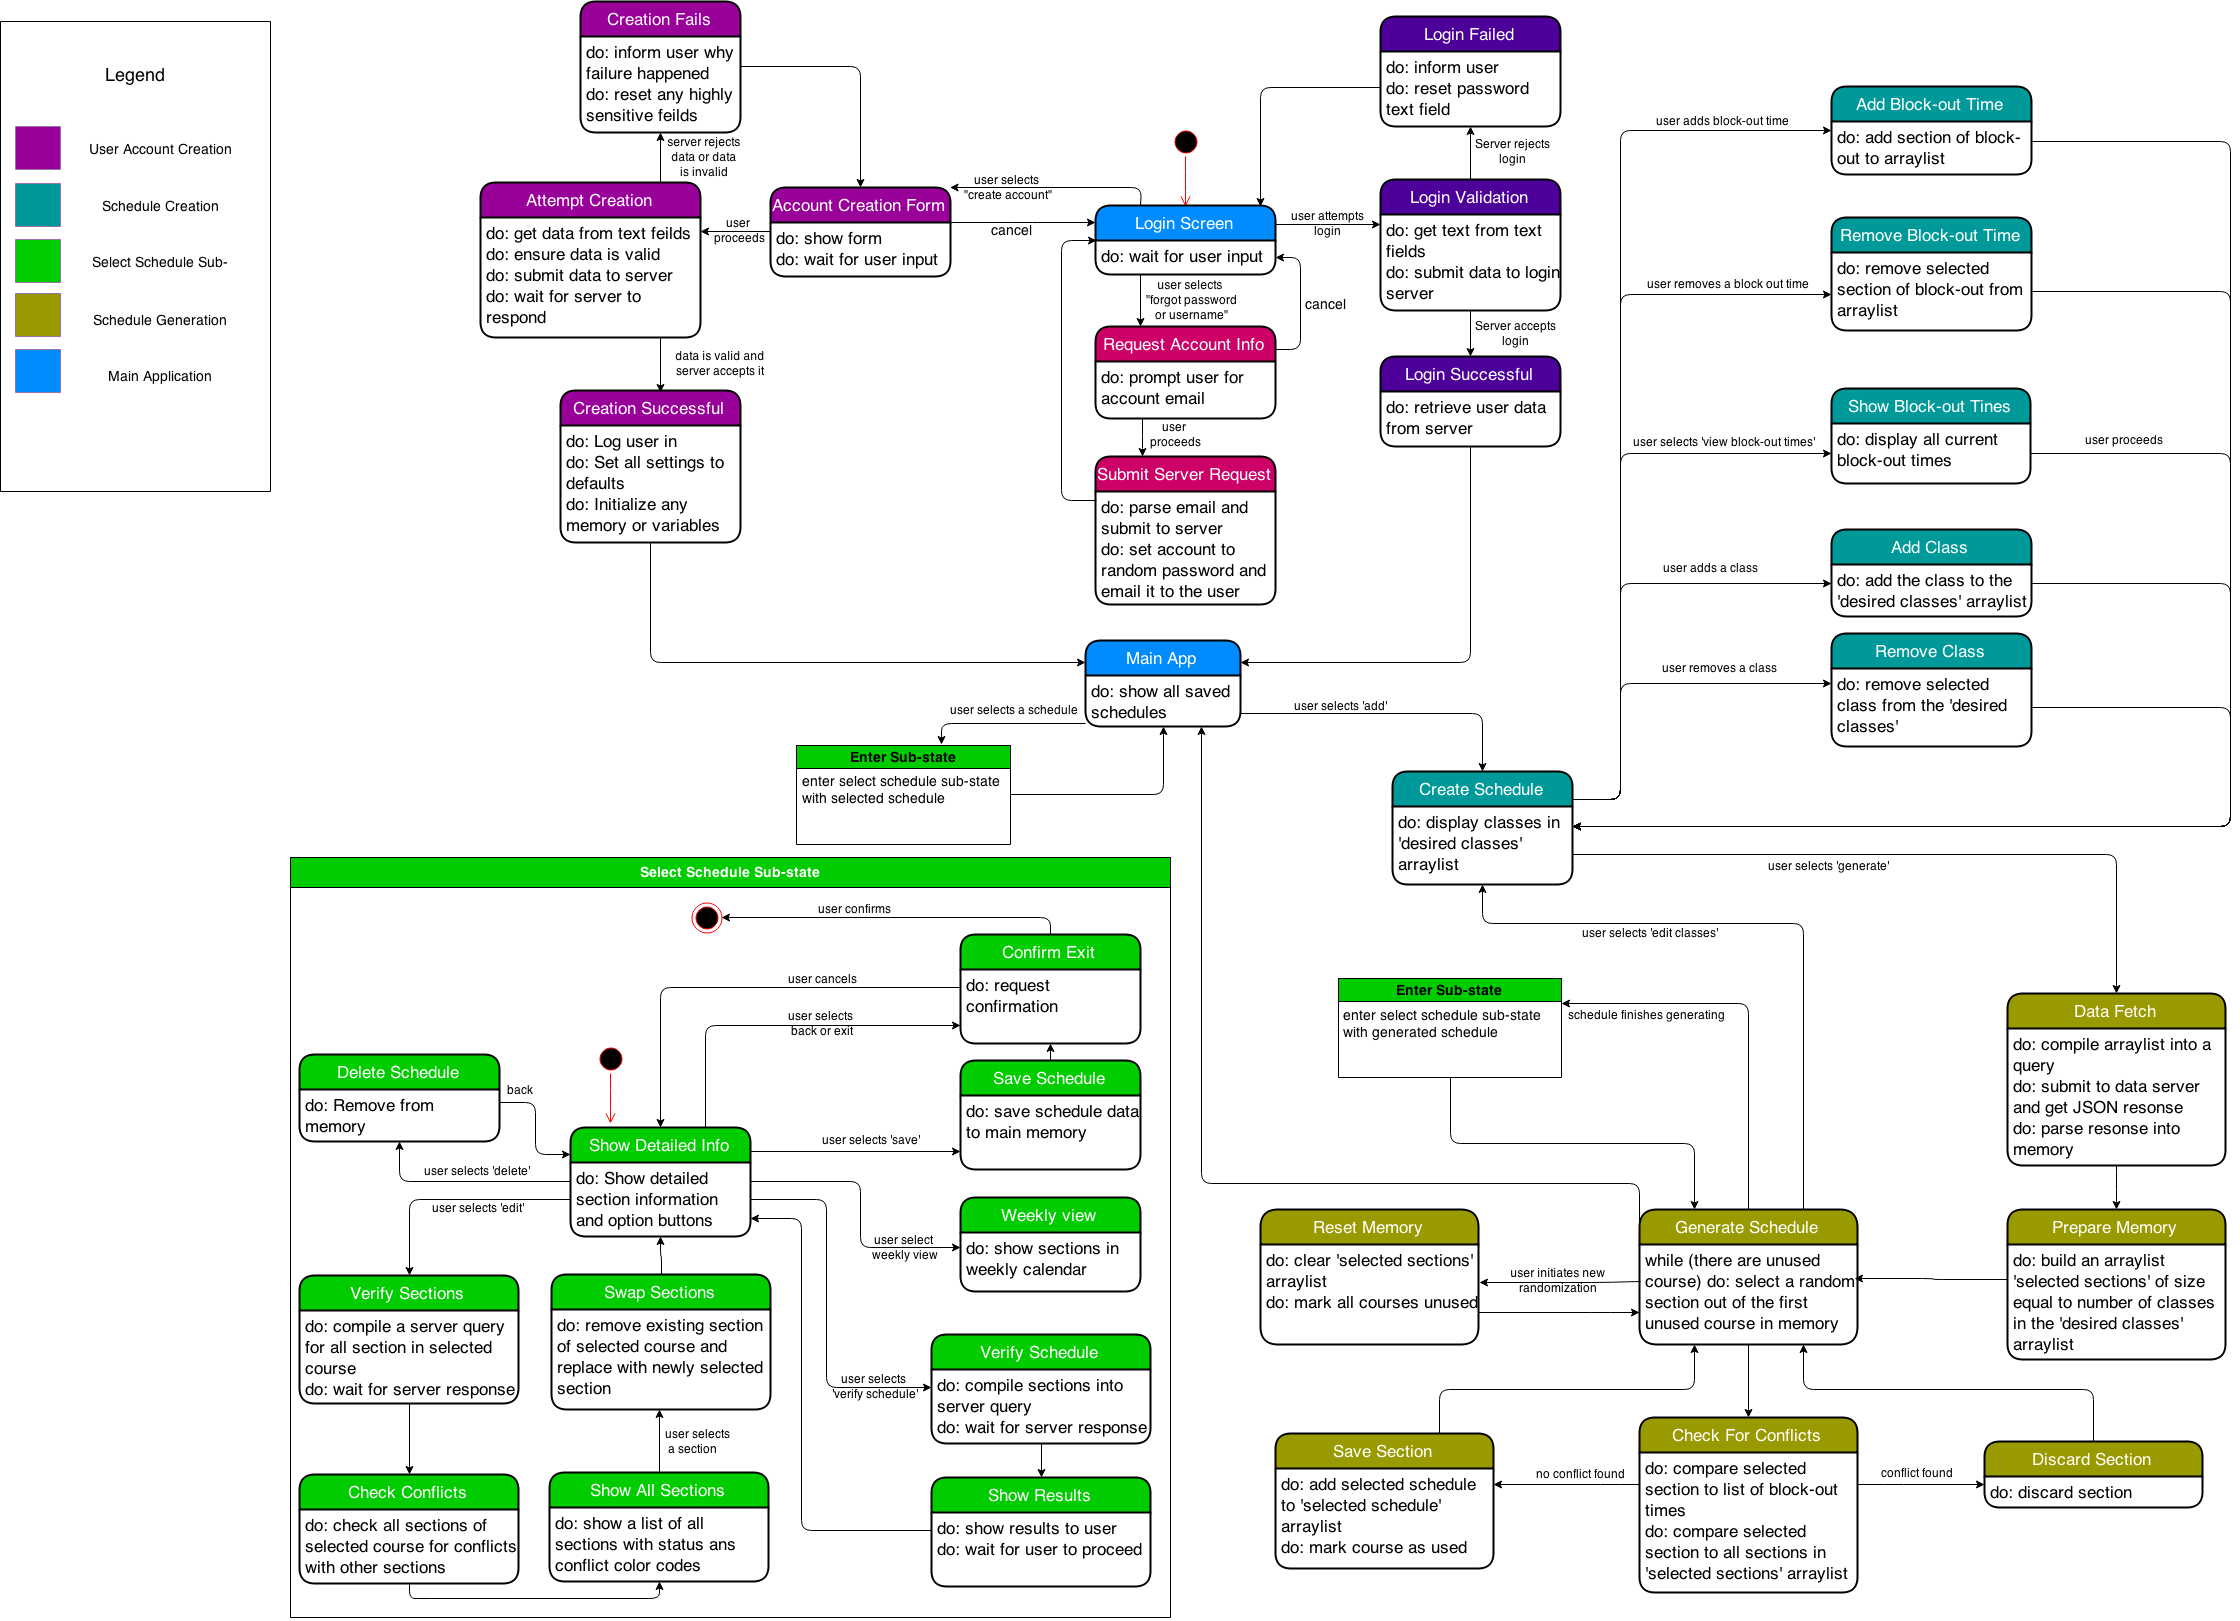 Legend
User Account Creation
Schedule Creation
Select Schedule Sub-
Schedule Generation
Main Application
Creation Fails
do: inform user why
failure happened
do: reset any highly
sensitive feilds
server rejects
data or data
is invalid
Attempt Creation
do: get data from text feilds
do: ensure data is valid
do: submit data to server
do: wait for server to
respond
user
proceeds
Account Creation Form
do: show form
do: wait for user input
user selects
"create account"
cancel
data is valid and
server accepts it
Creation Successful
do: Log user in
do: Set all settings to
defaults
do: Initialize any
memory or variables
Login Screen
do: wait for user input
user attempts
login
user selects
"forgot password
or username"
cancel
Request Account Info
do: prompt user for
account email
user
proceeds
Submit Server Request
do: parse email and
submit to server
do: set account to
random password and
email it to the user
Login Failed
do: inform user
do: reset password
text field
Server rejects
login
Login Validation
do: get text from text
fields
do: submit data to login
server
Server accepts
login
Login Successful
do: retrieve user data
from server
user adds block-out time
Add Block-out Time
do: add section of block-
out to arraylist
user removes a block out time
Remove Block-out Time
do: remove selected
section of block-out from
arraylist
user selects 'view block-out times'
Show Block-out Tines
do: display all current
block-out times
user proceeds
user adds a class
Add Class
do: add the class to the
'desired classes' arraylist
user removes a class
Remove Class
do: remove selected
class from the 'desired
classes'
Main App
do: show all saved
schedules
user selects a schedule
user selects 'add'
Enter Sub-state
enter select schedule sub-state
with selected schedule
Create Schedule
do: display classes in
'desired classes'
arraylist
user selects 'generate'
user selects 'edit classes'
Enter Sub-state
enter select schedule sub-state
with generated schedule
schedule finishes generating
Data Fetch
do: compile arraylist into a
query
do: submit to data server
and get JSON resonse
do: parse resonse into
memory
Reset Memory
do: clear 'selected sections'
arraylist
do: mark all courses unused
user initiates new
randomization
Generate Schedule
while (there are unused
course) do: select a random
section out of the first
unused course in memory
Prepare Memory
do: build an arraylist
'selected sections' of size
equal to number of classes
in the 'desired classes'
arraylist
Save Section
do: add selected schedule
to 'selected schedule'
arraylist
do: mark course as used
no conflict found
Check For Conflicts
do: compare selected
section to list of block-out
times
do: compare selected
section to all sections in
'selected sections' arraylist
conflict found
Discard Section
do: discard section
Select Schedule Sub-state
user confirms
Confirm Exit
do: request
confirmation
user cancels
user selects
back or exit
Delete Schedule
do: Remove from
memory
back
Save Schedule
do: save schedule data
to main memory
Show Detailed Info
do: Show detailed
section information
and option buttons
user selects 'save'
user selects 'delete'
user selects 'edit'
user select
weekly view
Weekly view
do: show sections in
weekly calendar
Verify Sections
do: compile a server query
for all section in selected
course
do: wait for server response
Swap Sections
do: remove existing section
of selected course and
replace with newly selected
section
user selects
'verify schedule'
Verify Schedule
do: compile sections into
server query
do: wait for server response
user selects
a section
Check Conflicts
do: check all sections of
selected course for conflicts
with other sections
Show All Sections
do: show a list of all
sections with status ans
conflict color codes
Show Results
do: show results to user
do: wait for user to proceed